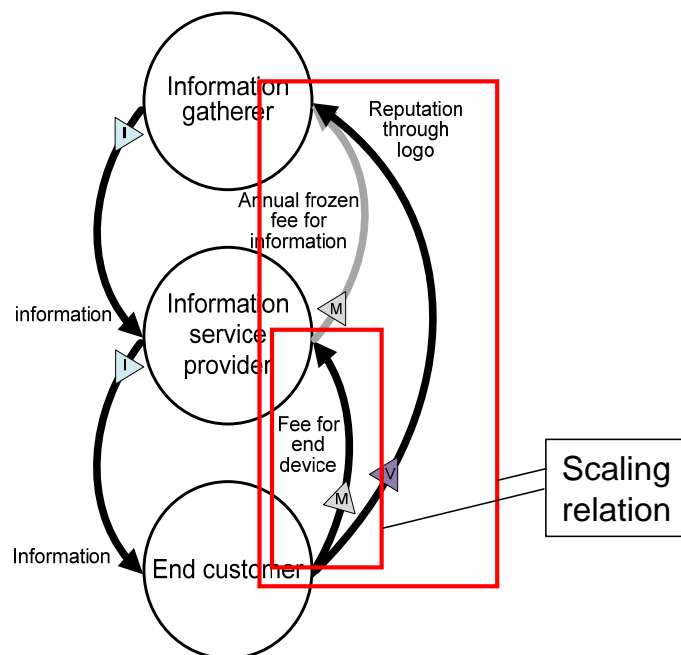 Information
gatherer
I
Reputation
through
logo
Annual frozen
fee for
information
M
information
Information
service
provider
I
Fee for
end
device
V
M
Scaling
relation
Information
End customer